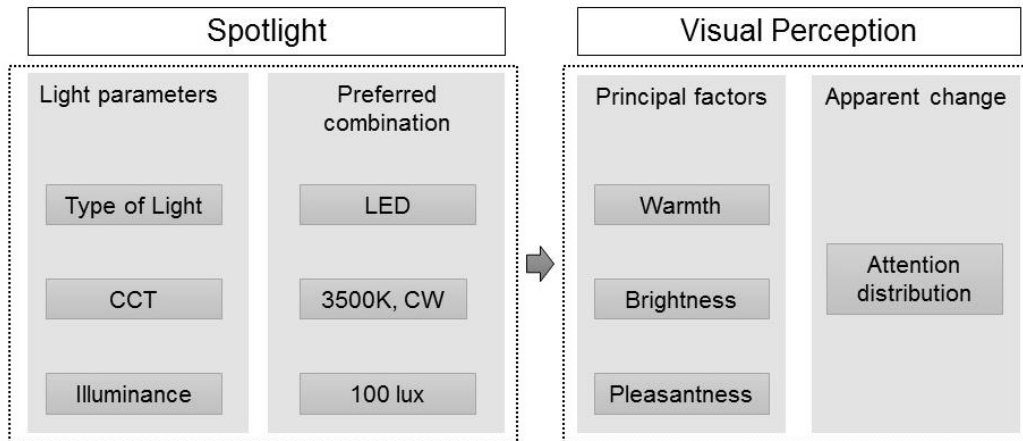 Spotlight
Light parameters
Type of Light
CCT
Illuminance
Preferred
combination
LED
3500K, CW
100 lux
Visual Perception
Principal factors
Warmth
Brightness
Pleasantness
Apparent change
Attention
distribution